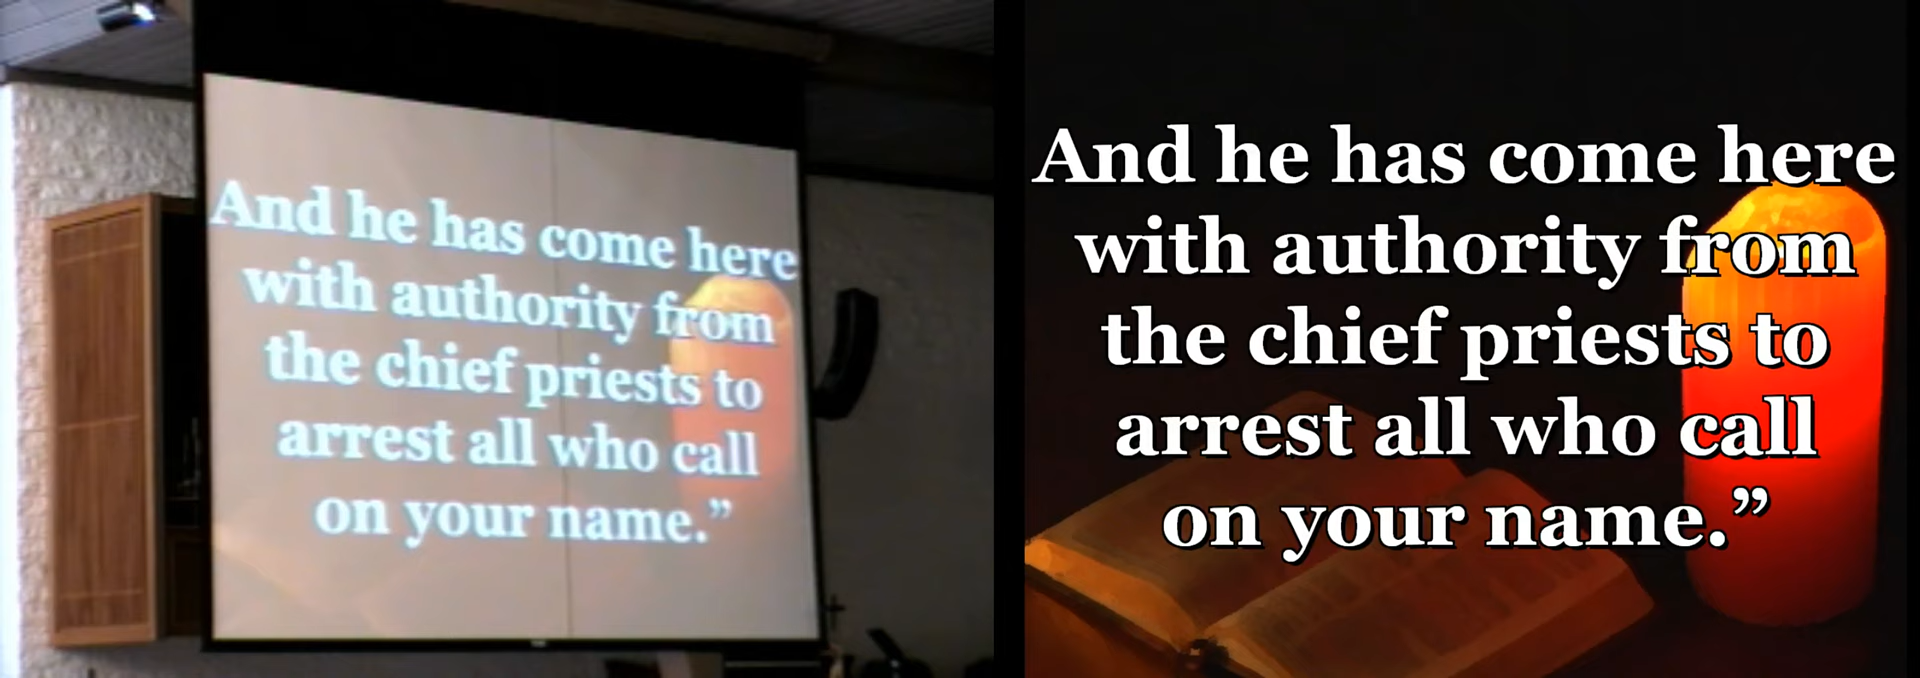 And he has come here
with authority from
the chief priests to
arrest all who call
on your name.”
And he has come here
with authority from
the chief priests to
arrest all who call
on your name.”